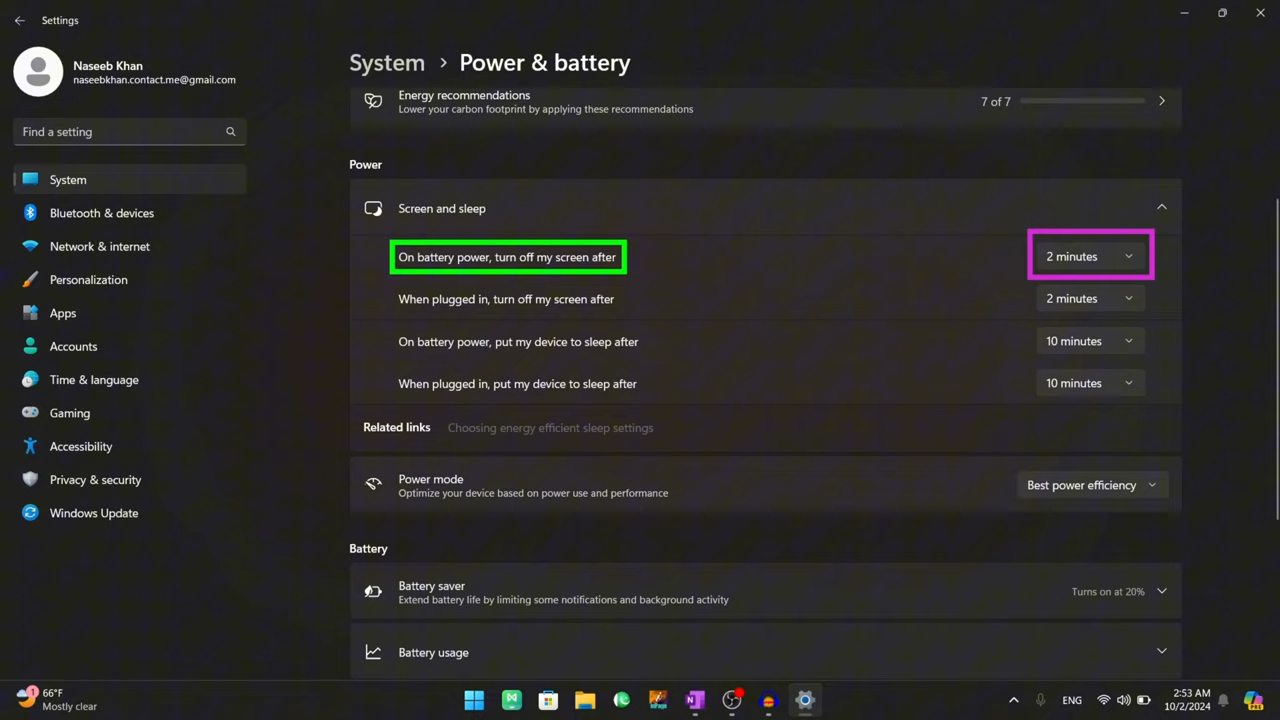 Settings
Naseeb Khan
naseebkhan.contact.me@gmail.com
Find a setting
System
Bluetooth & devices
Network & internet
Personalization
Apps
Accounts
Time & language
Gaming
Accessibility
Privacy & security
Windows Update
System › Power & battery
Energy recommendations
Lower your carbon footprint by applying these recommendations
7 of 7
Power
Screen and sleep
On battery power, turn off my screen after 2 minutes
When plugged in, turn off my screen after 2 minutes
On battery power, put my device to sleep after 10 minutes
When plugged in, put my device to sleep after 10 minutes
Related links Choosing energy efficient sleep settings
Power mode
Optimize your device based on power use and performance
Best power efficiency
Battery
Battery saver
Extend battery life by limiting some notifications and background activity
Turns on at 20%
Battery usage
1
66°F
Mostly clear
ENG
2:53 AM
10/2/2024
PRE